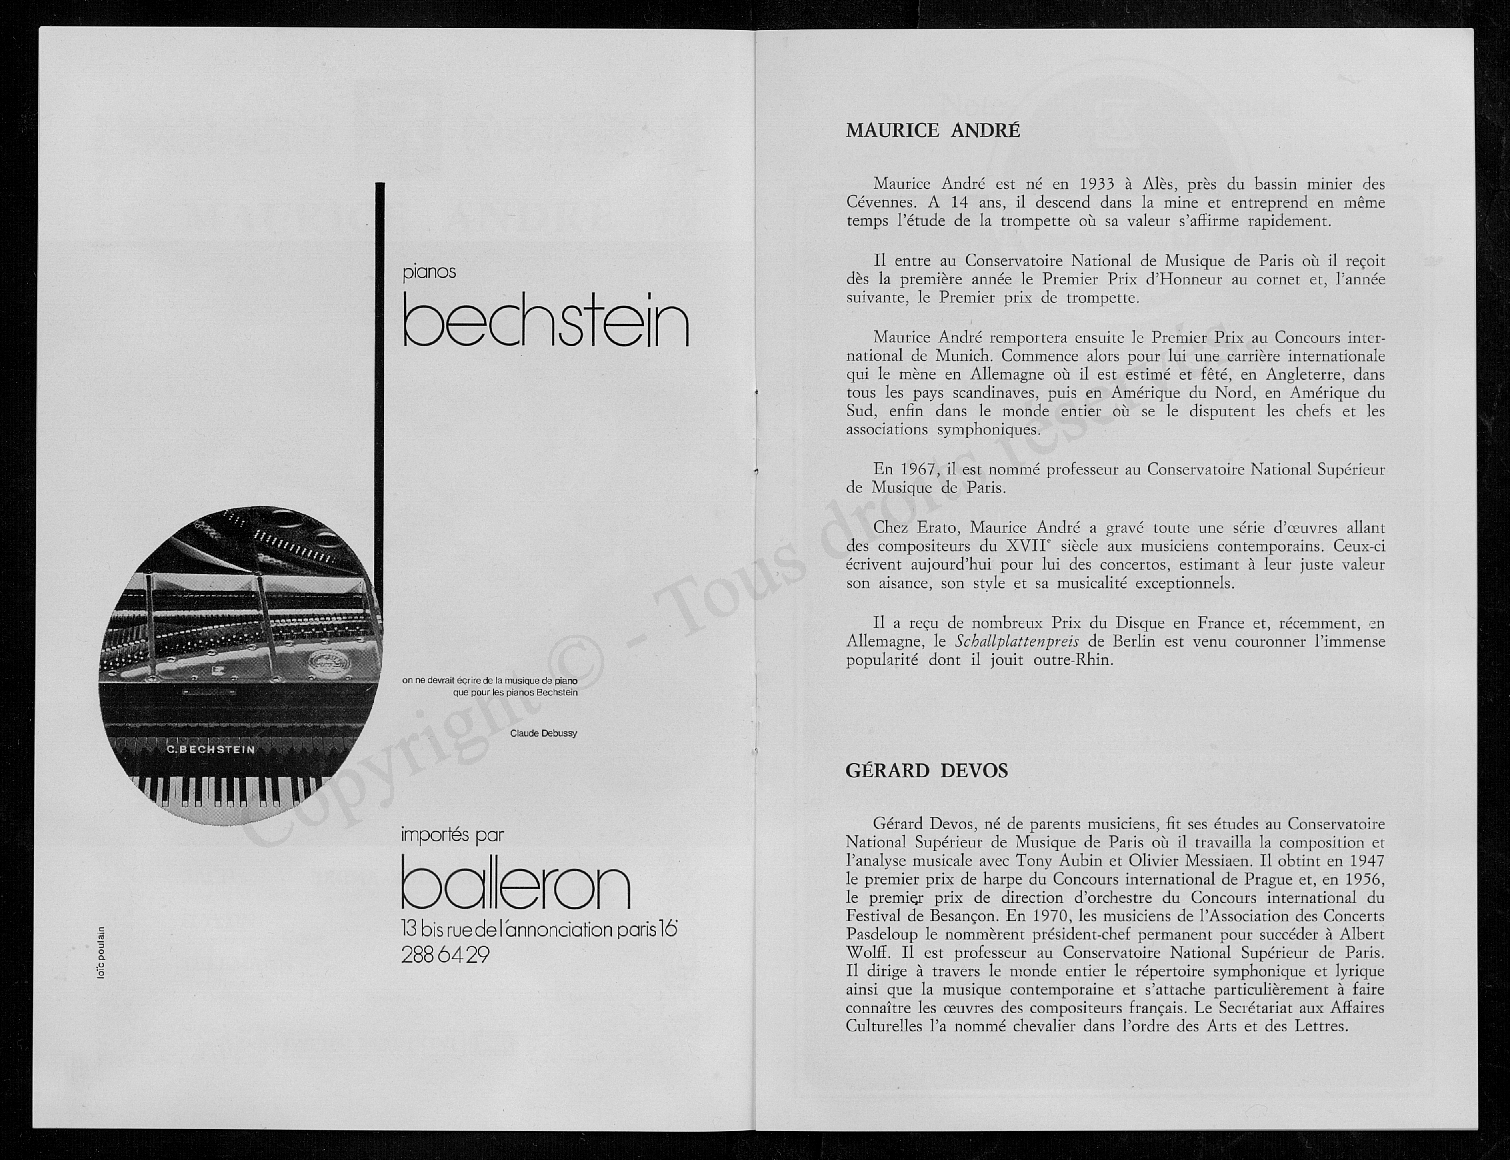 pianos
bechstein
C. BECHSTEIN
on ne devrait écrire de la musique de piano
que pour les pianos Bechstein
Claude Debussy
importés par
balleron
13 bis rue de l'annonciation paris 16e
288 64 29
loïc poulain
MAURICE ANDRÉ
Maurice André est né en 1933 à Alès, près du bassin minier des
Cévennes. A 14 ans, il descend dans la mine et entreprend en même
temps l'étude de la trompette où sa valeur s'affirme rapidement.
Il entre au Conservatoire National de Musique de Paris où il reçoit
dès la première année le Premier Prix d'Honneur au cornet et, l'année
suivante, le Premier prix de trompette.
Maurice André remportera ensuite le Premier Prix au Concours inter-
national de Munich. Commence alors pour lui une carrière internationale
qui le mène en Allemagne où il est estimé et fêté, en Angleterre, dans
tous les pays scandinaves, puis en Amérique du Nord, en Amérique du
Sud, enfin dans le monde entier où se le disputent les chefs et les
associations symphoniques.
En 1967, il est nommé professeur au Conservatoire National Supérieur
de Musique de Paris.
Chez Erato, Maurice André a gravé toute une série d'œuvres allant
des compositeurs du XVIIe siècle aux musiciens contemporains. Ceux-ci
écrivent aujourd'hui pour lui des concertos, estimant à leur juste valeur
son aisance, son style et sa musicalité exceptionnels.
Il a reçu de nombreux Prix du Disque en France et, récemment, en
Allemagne, le Schallplattenpreis de Berlin est venu couronner l'immense
popularité dont il jouit outre-Rhin.
GÉRARD DEVOS
Gérard Devos, né de parents musiciens, fit ses études au Conservatoire
National Supérieur de Musique de Paris où il travailla la composition et
l'analyse musicale avec Tony Aubin et Olivier Messiaen. Il obtint en 1947
le premier prix de harpe du Concours international de Prague et, en 1956,
le premier prix de direction d'orchestre du Concours international du
Festival de Besançon. En 1970, les musiciens de l'Association des Concerts
Pasdeloup le nommèrent président-chef permanent pour succéder à Albert
Wolff. Il est professeur au Conservatoire National Supérieur de Paris.
Il dirige à travers le monde entier le répertoire symphonique et lyrique
ainsi que la musique contemporaine et s'attache particulièrement à faire
connaître les œuvres des compositeurs français. Le Secrétariat aux Affaires
Culturelles l'a nommé chevalier dans l'ordre des Arts et des Lettres.
Copyright © - Tous droits réservés.